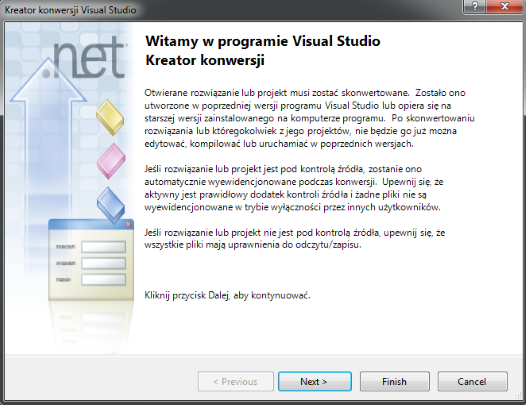 Kreator konwersji Visual Studio
.net
Witamy w programie Visual Studio
Kreator konwersji
Otwierane rozwiązanie lub projekt musi zostać skonwertowane. Zostało ono
utworzone w poprzedniej wersji programu Visual Studio lub opiera się na
starszej wersji zainstalowanego na komputerze programu. Po skonwertowaniu
rozwiązania lub któregokolwiek z jego projektów, nie będzie go już można
edytować, kompilować lub uruchamiać w poprzednich wersjach.
Jeśli rozwiązanie lub projekt jest pod kontrolą źródła, zostanie ono
automatycznie wyewidencjonowane podczas konwersji. Upewnij się, że
aktywny jest prawidłowy dodatek kontroli źródła i żadne pliki nie są
wyewidencjonowane w trybie wyłączności przez innych użytkowników.
Jeśli rozwiązanie lub projekt nie jest pod kontrolą źródła, upewnij się, że
wszystkie pliki mają uprawnienia do odczytu/zapisu.
Kliknij przycisk Dalej, aby kontynuować.
< Previous
Next >
Finish
Cancel